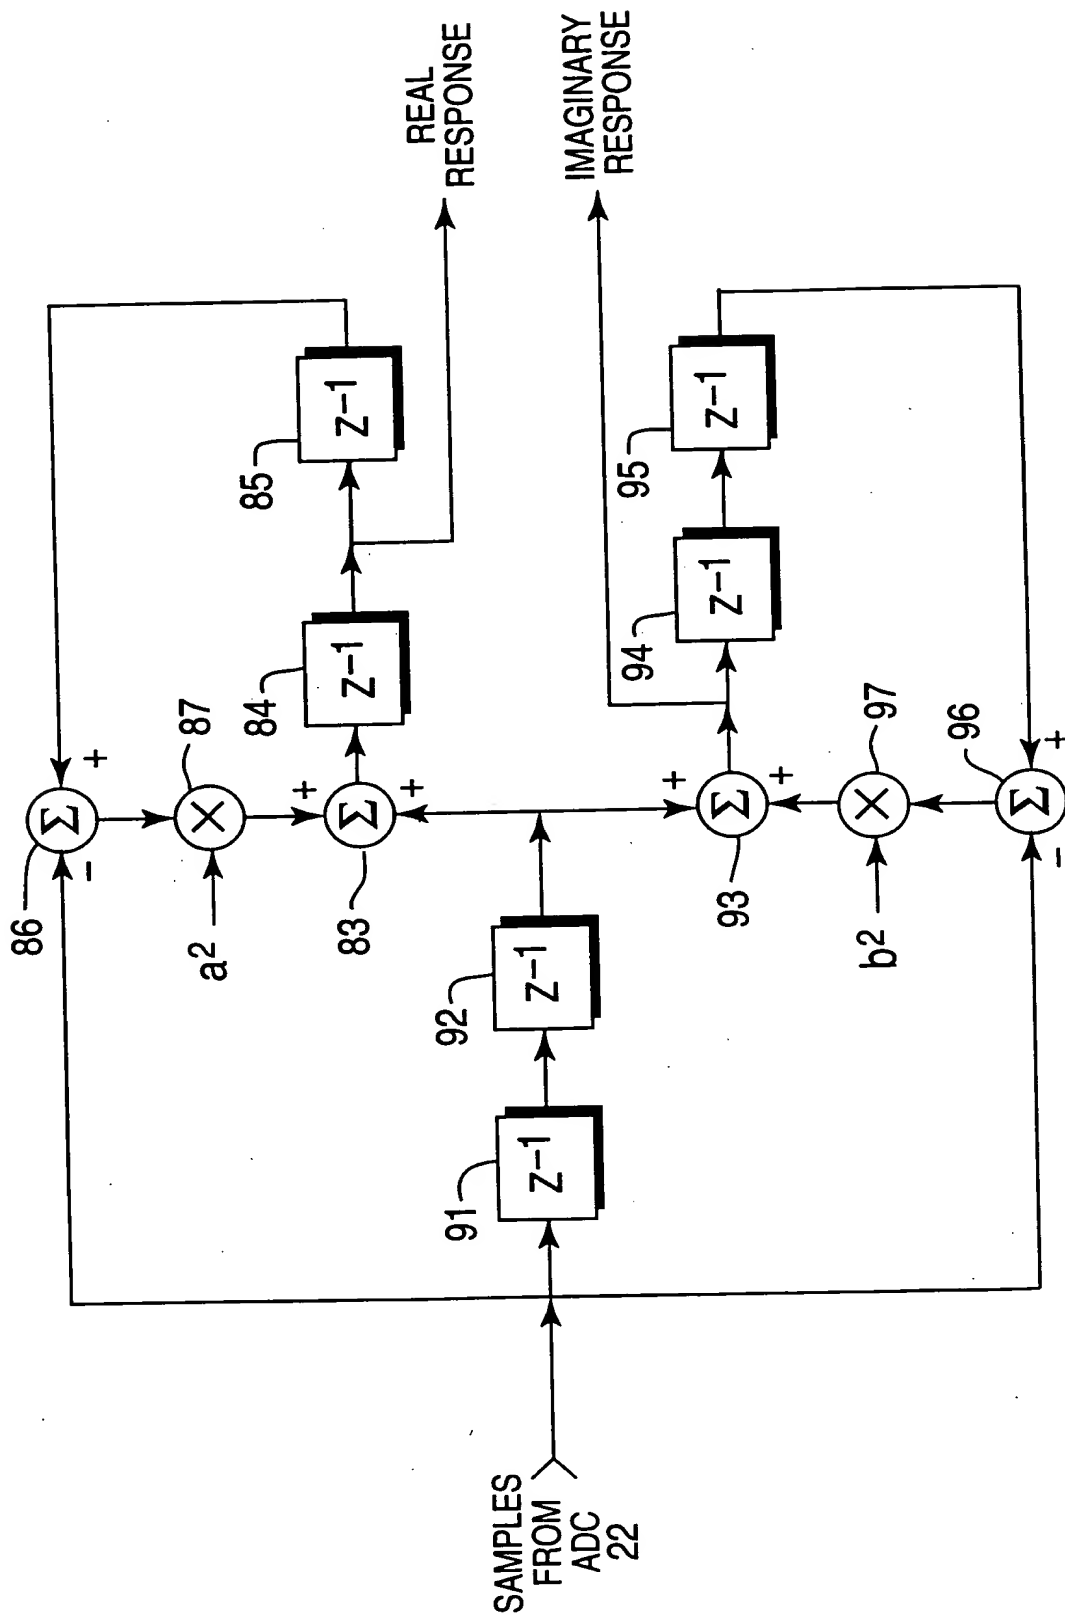 SAMPLES
FROM
ADC
22
91
z⁻¹
92
z⁻¹
86
Σ
+
-
87
×
a²
83
Σ
+
+
84
z⁻¹
85
z⁻¹
REAL
RESPONSE
93
Σ
+
+
94
z⁻¹
95
z⁻¹
IMAGINARY
RESPONSE
97
×
b²
96
Σ
+
-